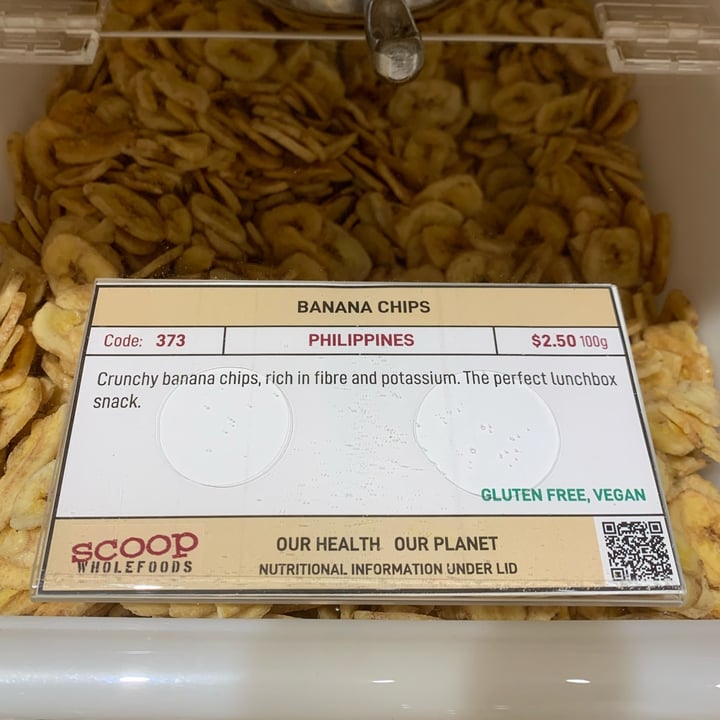 BANANA CHIPS
Code: 373 PHILIPPINES $2.50 100g
Crunchy banana chips, rich in fibre and potassium. The perfect lunchbox
snack.
GLUTEN FREE, VEGAN
scoop
WHOLEFOODS
OUR HEALTH OUR PLANET
NUTRITIONAL INFORMATION UNDER LID